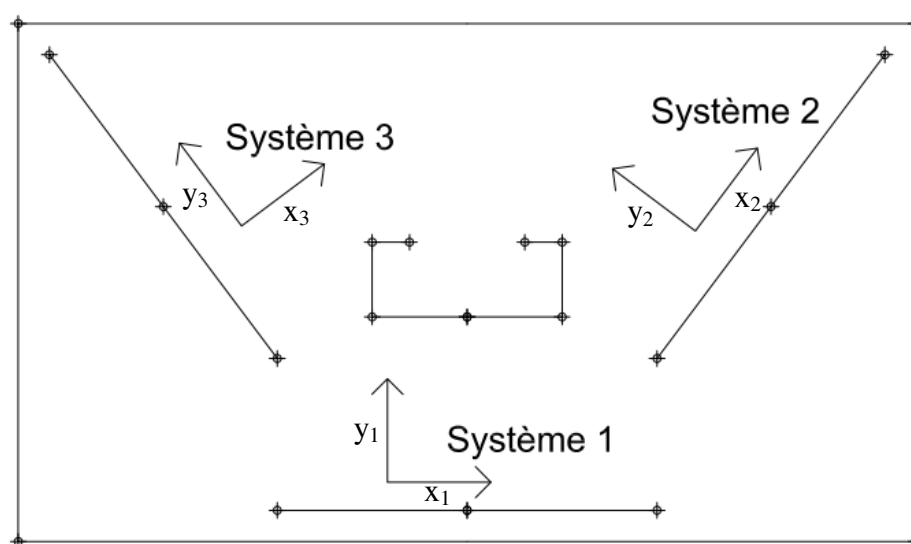 Système 2
Système 3
y₃
x₃
y₂
x₂
y₁
Système 1
x₁